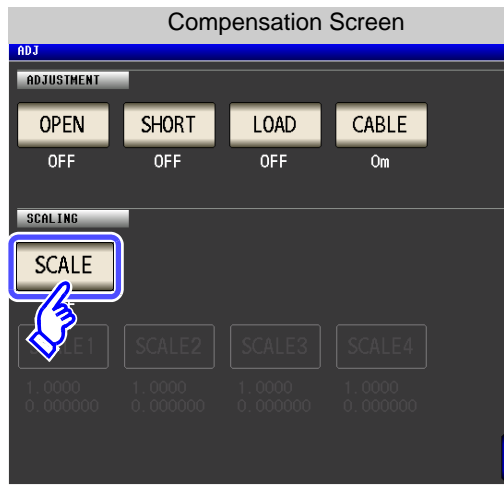 Compensation Screen
ADJ
ADJUSTMENT
OPEN SHORT LOAD CABLE
OFF OFF OFF 0m
SCALING
SCALE
SCALE2 SCALE3 SCALE4
1.0000 1.0000 1.0000 1.0000
0.000000 0.000000 0.000000 0.000000